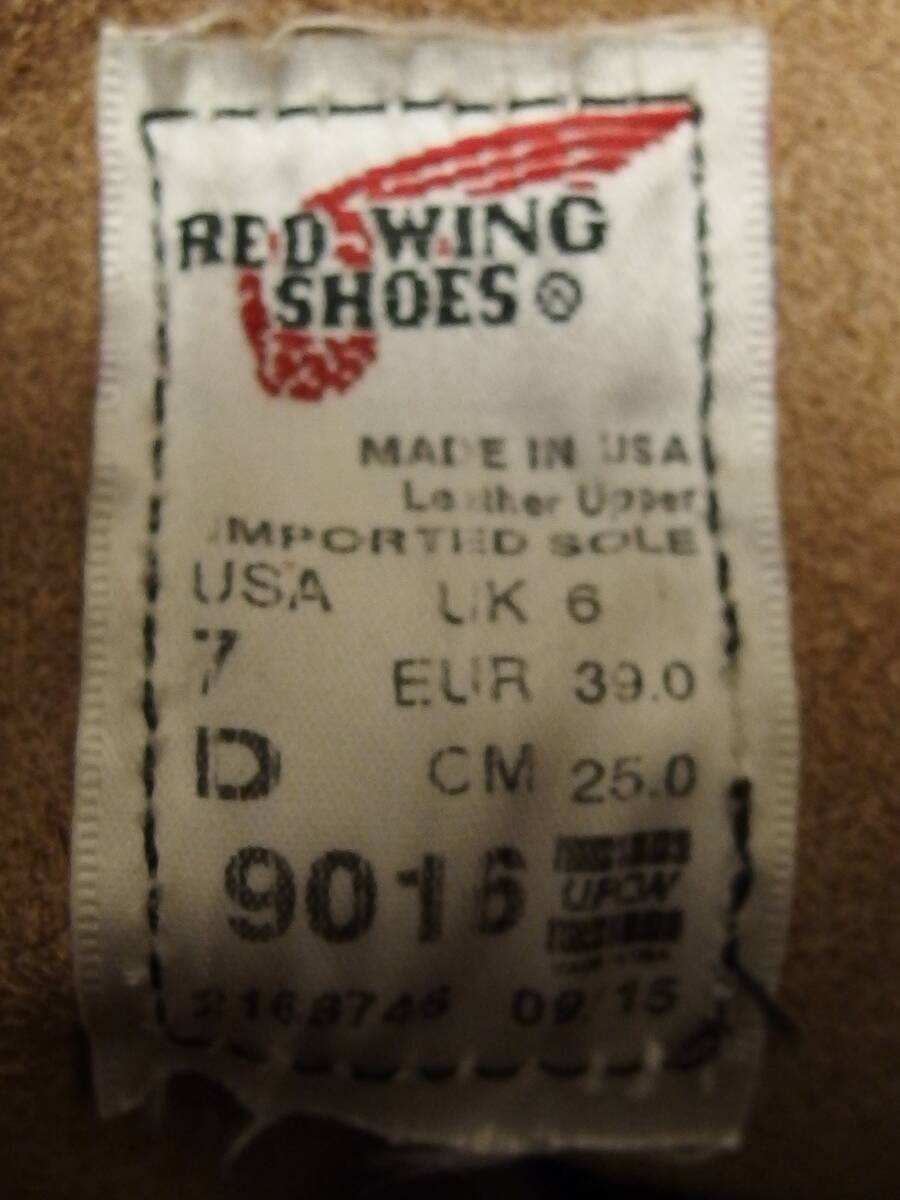 RED WING
SHOES®
MADE IN USA
Leather Upper
IMPORTED SOLE
USA UK 6
7 EUR 39.0
D CM 25.0
9016 UFCW
09/15